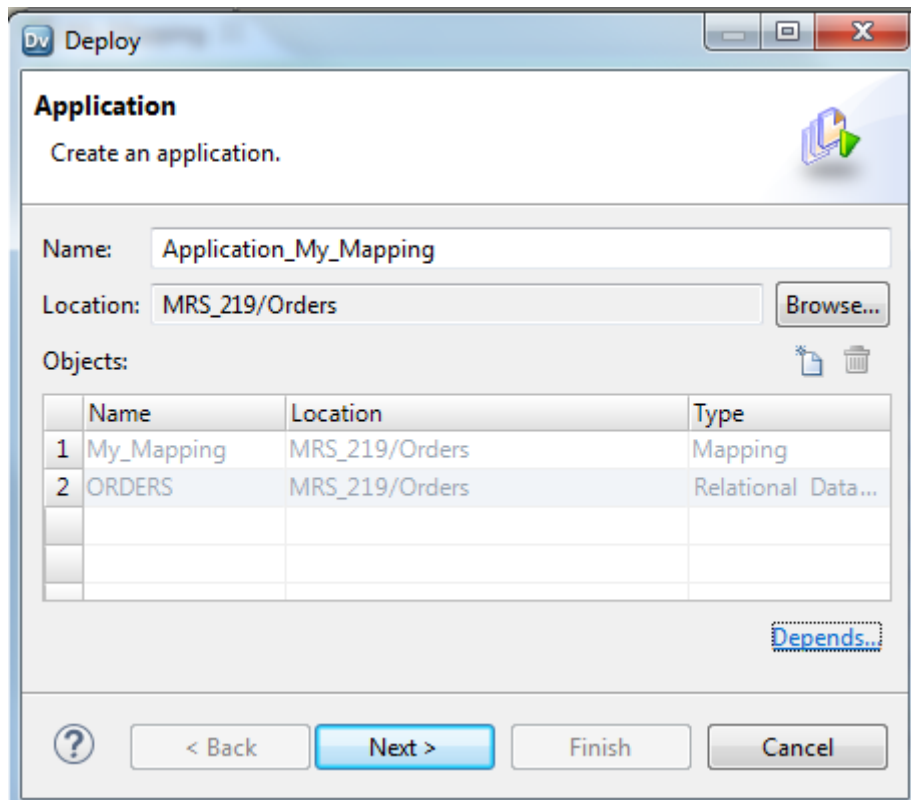 Dv Deploy
Application
Create an application.
Name: Application_My_Mapping
Location: MRS_219/Orders Browse...
Objects:
Name Location Type
1 My_Mapping MRS_219/Orders Mapping
2 ORDERS MRS_219/Orders Relational Data...
Depends...
? < Back Next > Finish Cancel